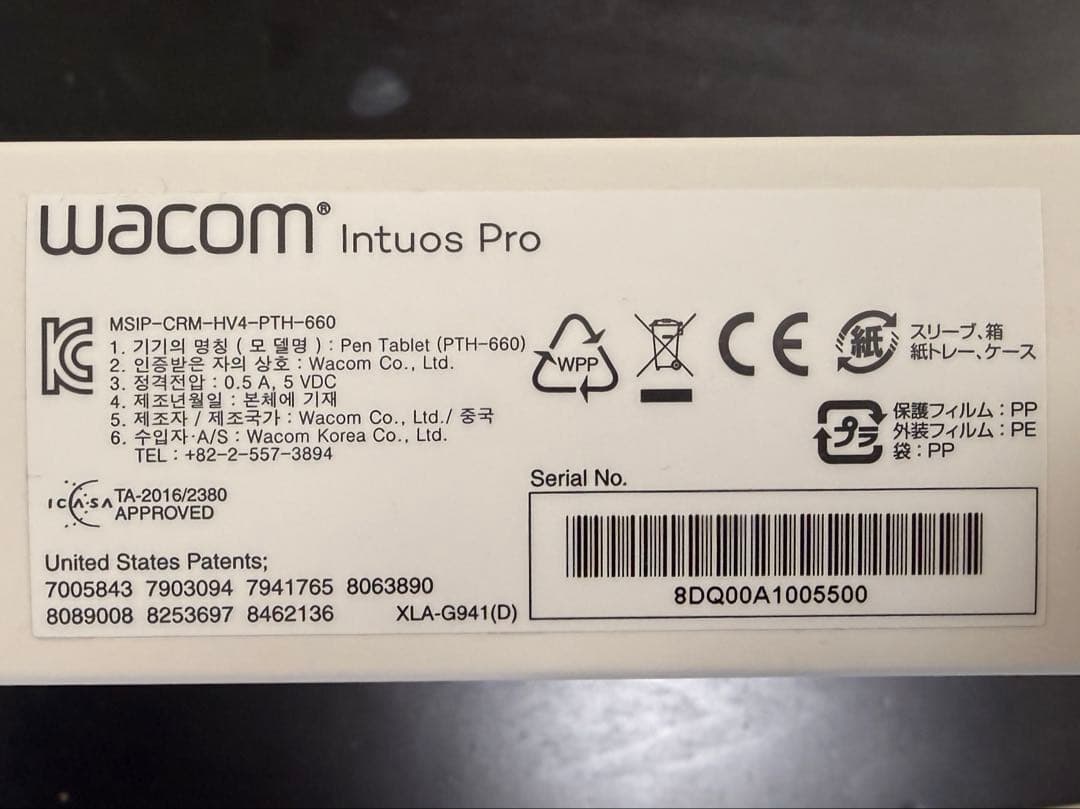 wacom® Intuos Pro
MSIP-CRM-HV4-PTH-660
1. 기기의 명칭 ( 모 델명 ) : Pen Tablet (PTH-660)
2. 인증받은 자의 상호 : Wacom Co., Ltd.
3. 정격전압 : 0.5 A, 5 VDC
4. 제조년월일 : 본체에 기재
5. 제조자 / 제조국가 : Wacom Co., Ltd./ 중국
6. 수입자·A/S : Wacom Korea Co., Ltd.
TEL : +82-2-557-3894
WPP
CE
紙
スリーブ、箱
紙トレー、ケース
プラ
保護フィルム : PP
外装フィルム : PE
袋 : PP
ICASA
TA-2016/2380
APPROVED
United States Patents;
7005843 7903094 7941765 8063890
8089008 8253697 8462136 XLA-G941(D)
Serial No.
8DQ00A1005500